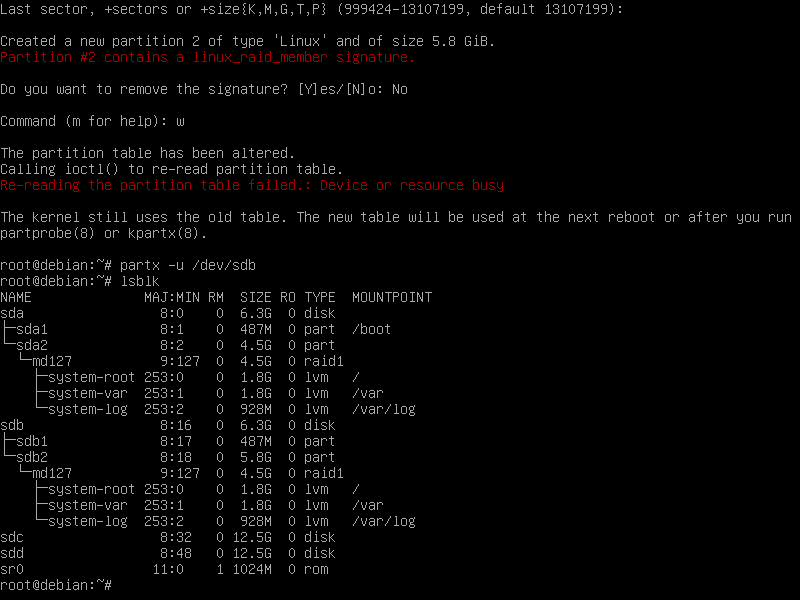 Last sector, +sectors or +size{K,M,G,T,P} (999424-13107199, default 13107199):
Created a new partition 2 of type 'Linux' and of size 5.8 GiB.
Partition #2 contains a linux_raid_member signature.
Do you want to remove the signature? [Y]es/[N]o: No
Command (m for help): w
The partition table has been altered.
Calling ioctl() to re-read partition table.
Re-reading the partition table failed.: Device or resource busy
The kernel still uses the old table. The new table will be used at the next reboot or after you run
partprobe(8) or kpartx(8).
root@debian:~# partx -u /dev/sdb
root@debian:~# lsblk
NAME              MAJ:MIN RM   SIZE RO TYPE  MOUNTPOINT
sda                 8:0    0   6.3G  0 disk
├─sda1              8:1    0   487M  0 part  /boot
└─sda2              8:2    0   4.5G  0 part
  └─md127           9:127  0   4.5G  0 raid1
    ├─system-root 253:0    0   1.8G  0 lvm   /
    ├─system-var  253:1    0   1.8G  0 lvm   /var
    └─system-log  253:2    0   928M  0 lvm   /var/log
sdb                 8:16   0   6.3G  0 disk
├─sdb1              8:17   0   487M  0 part
└─sdb2              8:18   0   5.8G  0 part
  └─md127           9:127  0   4.5G  0 raid1
    ├─system-root 253:0    0   1.8G  0 lvm   /
    ├─system-var  253:1    0   1.8G  0 lvm   /var
    └─system-log  253:2    0   928M  0 lvm   /var/log
sdc                 8:32   0  12.5G  0 disk
sdd                 8:48   0  12.5G  0 disk
sr0                11:0    1  1024M  0 rom
root@debian:~#